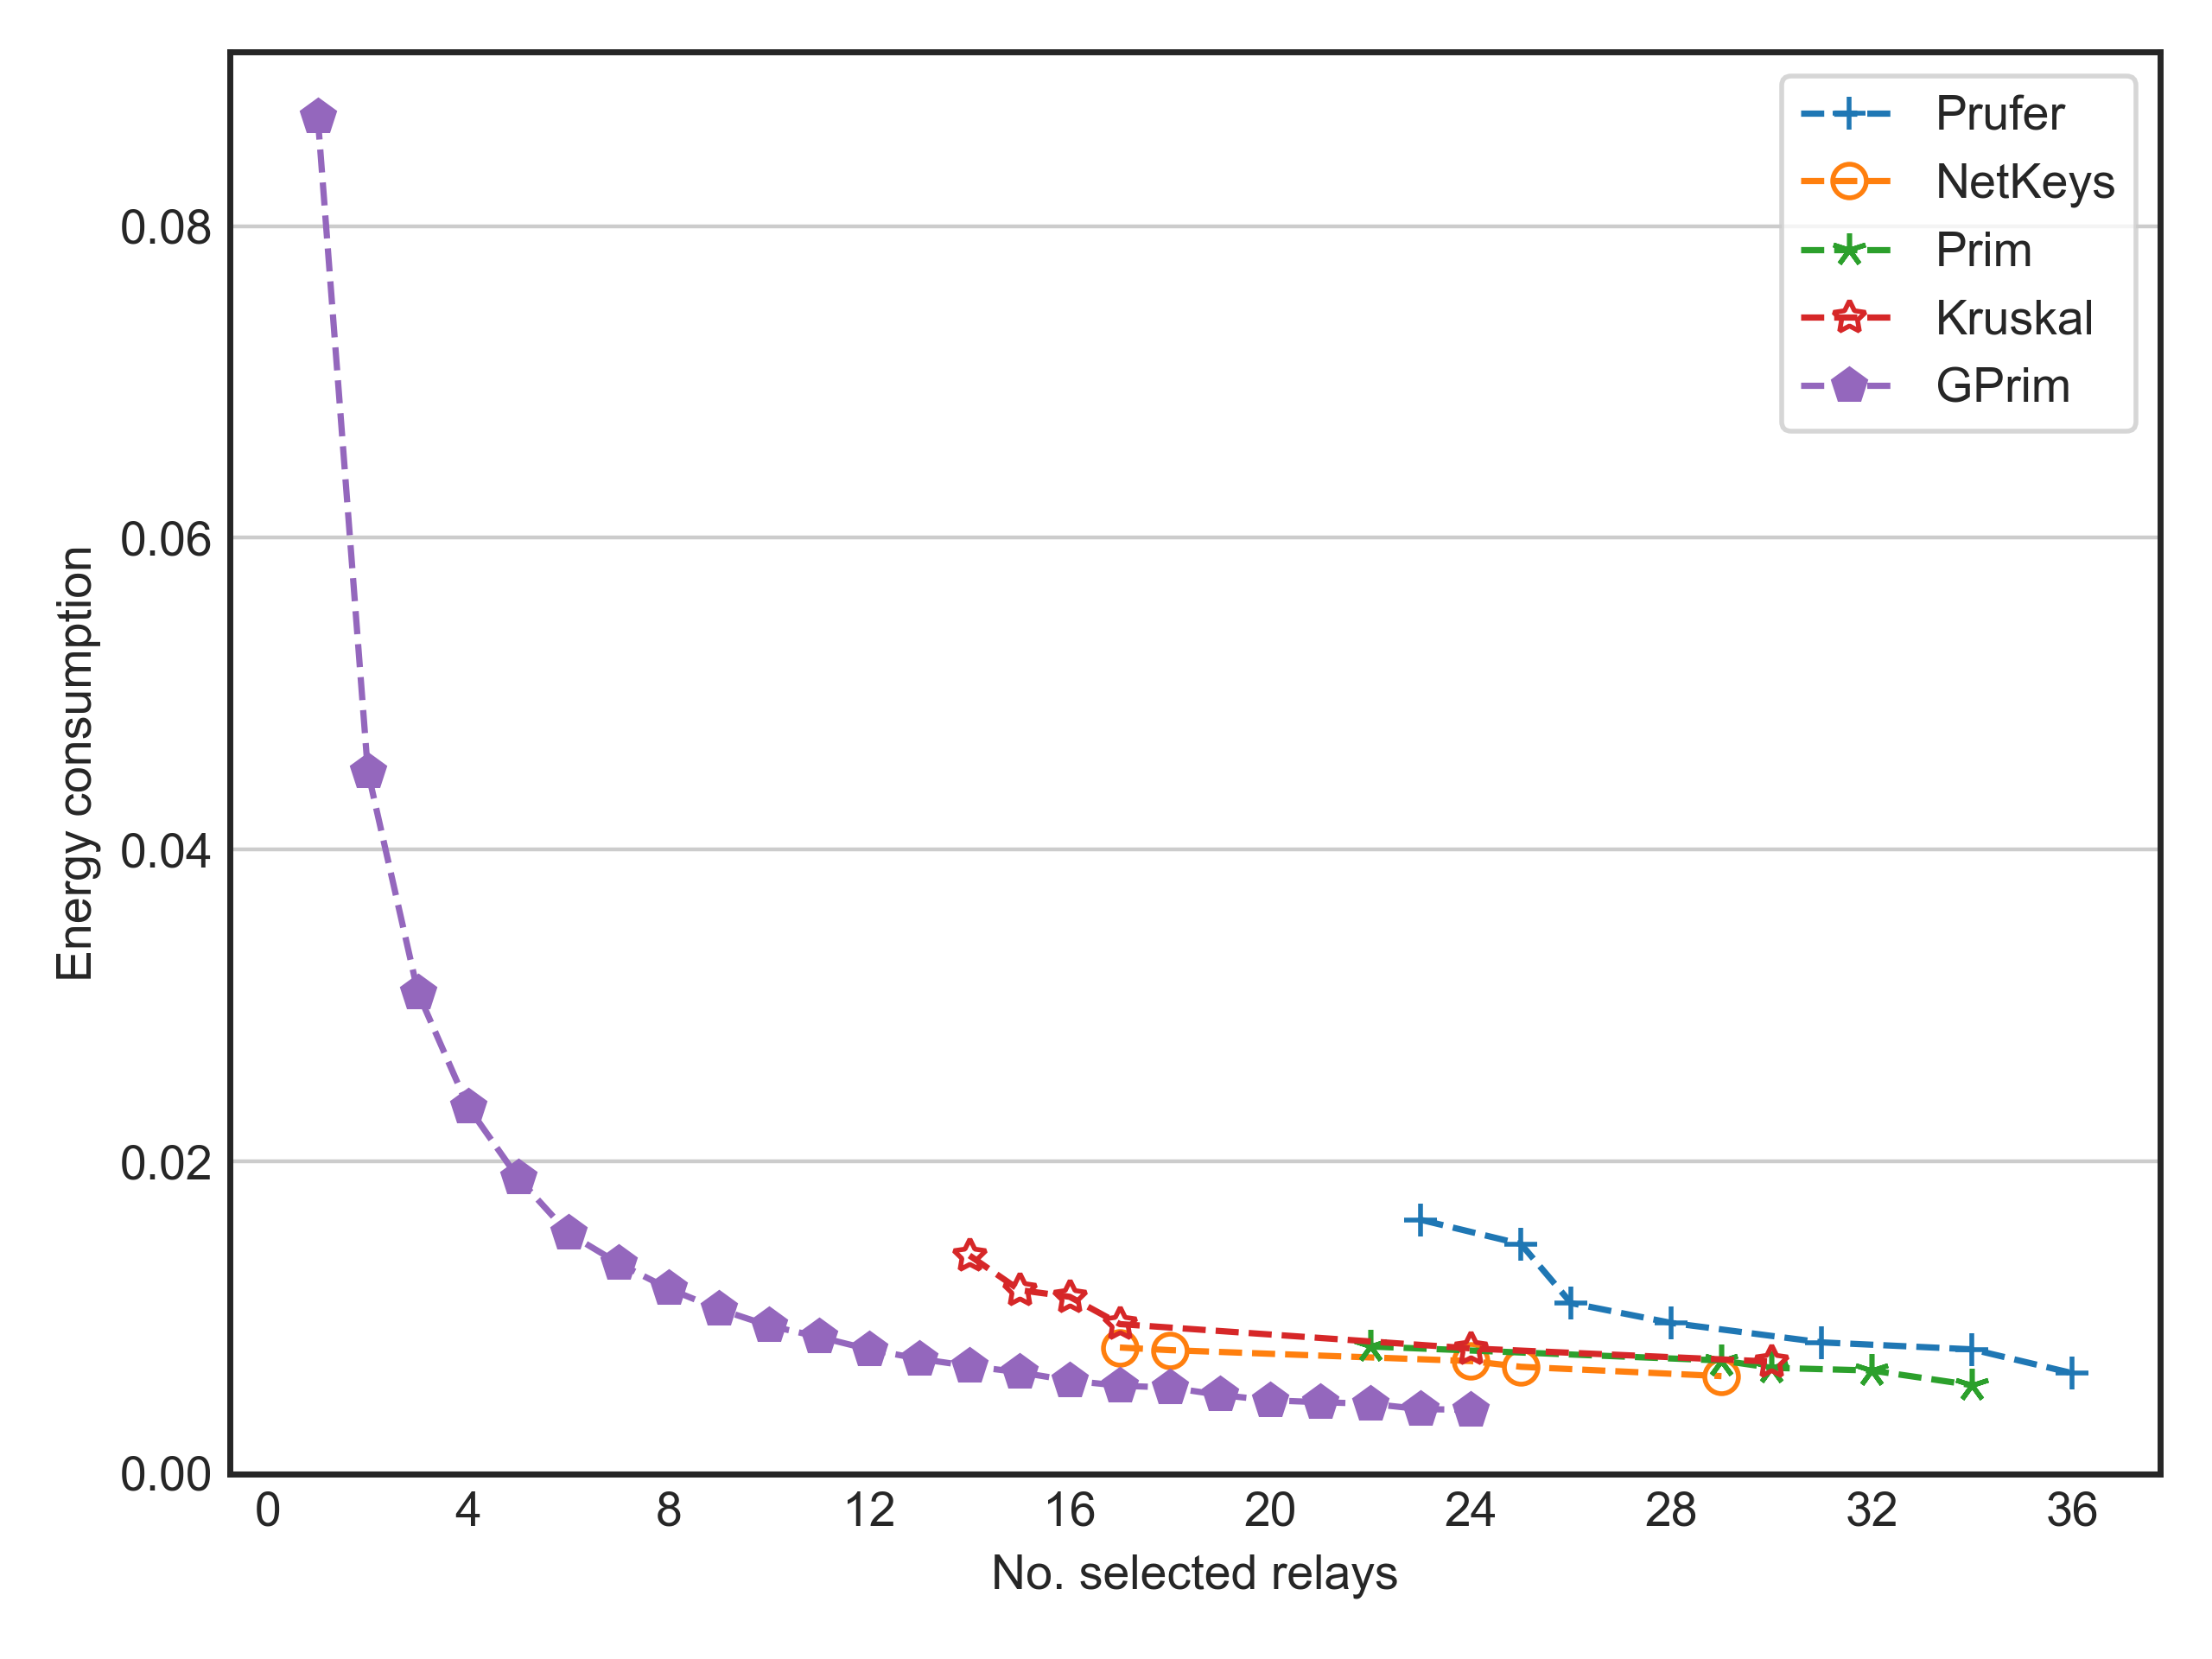 Prufer
NetKeys
Prim
Kruskal
GPrim
Energy consumption
0.08
0.06
0.04
0.02
0.00
0 4 8 12 16 20 24 28 32 36
No. selected relays